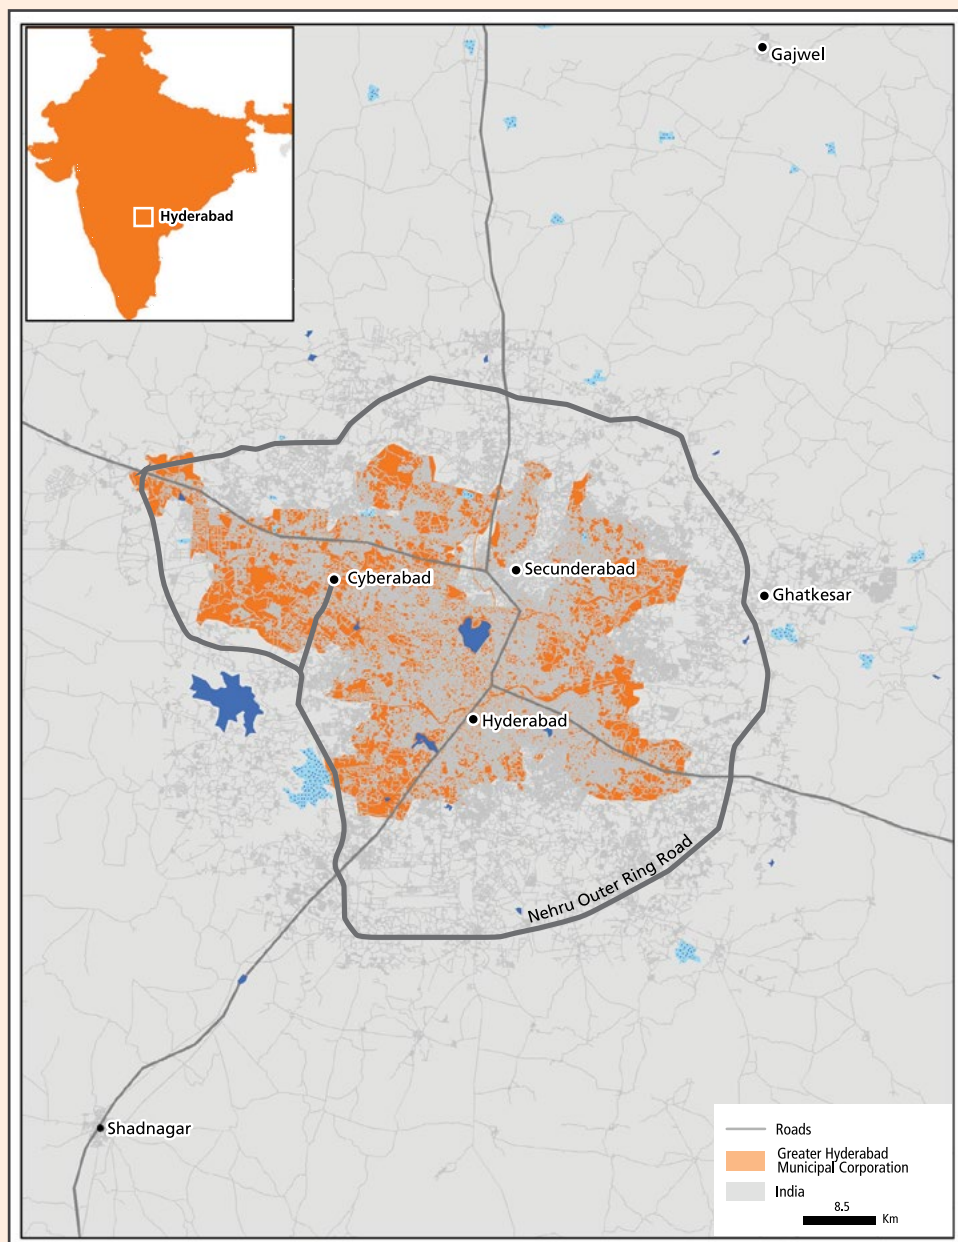 Gajwel
Hyderabad
Secunderabad
Cyberabad
Ghatkesar
Hyderabad
Nehru Outer Ring Road
Shadnagar
Roads
Greater Hyderabad
Municipal Corporation
India
8.5
Km